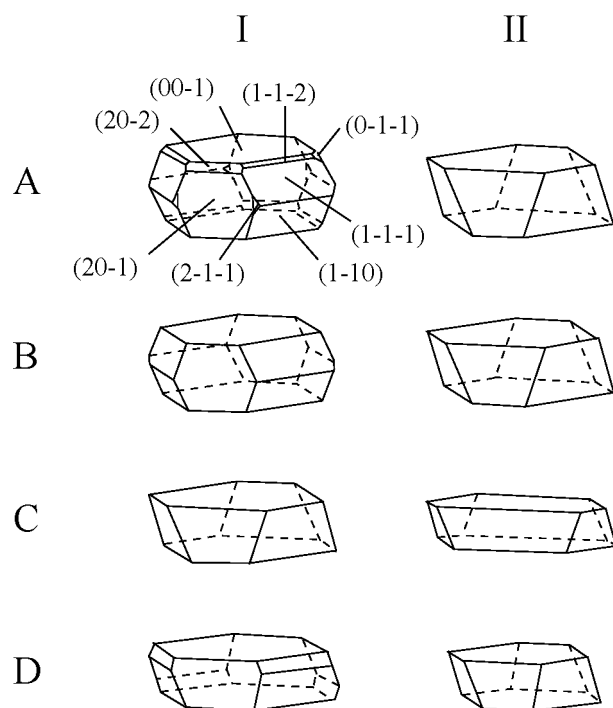 I II
(00-1) (1-1-2)
(20-2) (0-1-1)
A
(1-1-1)
(20-1) (2-1-1) (1-10)
B
C
D